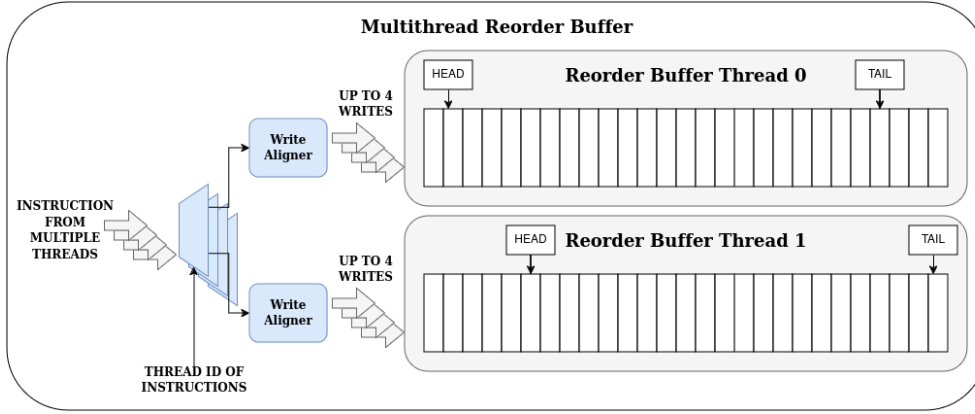 Multithread Reorder Buffer
HEAD
Reorder Buffer Thread 0
TAIL
UP TO 4
WRITES
Write
Aligner
INSTRUCTION
FROM
MULTIPLE
THREADS
HEAD
Reorder Buffer Thread 1
TAIL
UP TO 4
WRITES
Write
Aligner
THREAD ID OF
INSTRUCTIONS